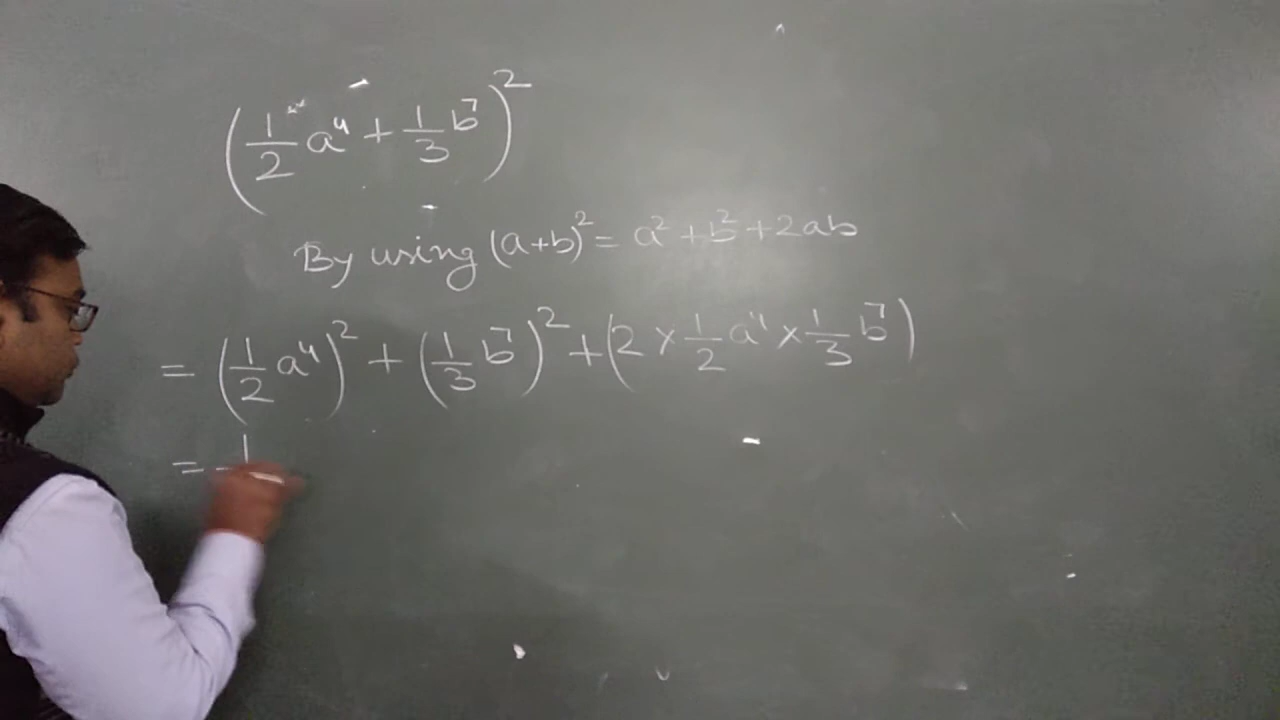 (1/2 a⁴ + 1/3 b⁷)²
By using (a+b)² = a² + b² + 2ab
= (1/2 a⁴)² + (1/3 b⁷)² + (2 × 1/2 a⁴ × 1/3 b⁷)
= 1